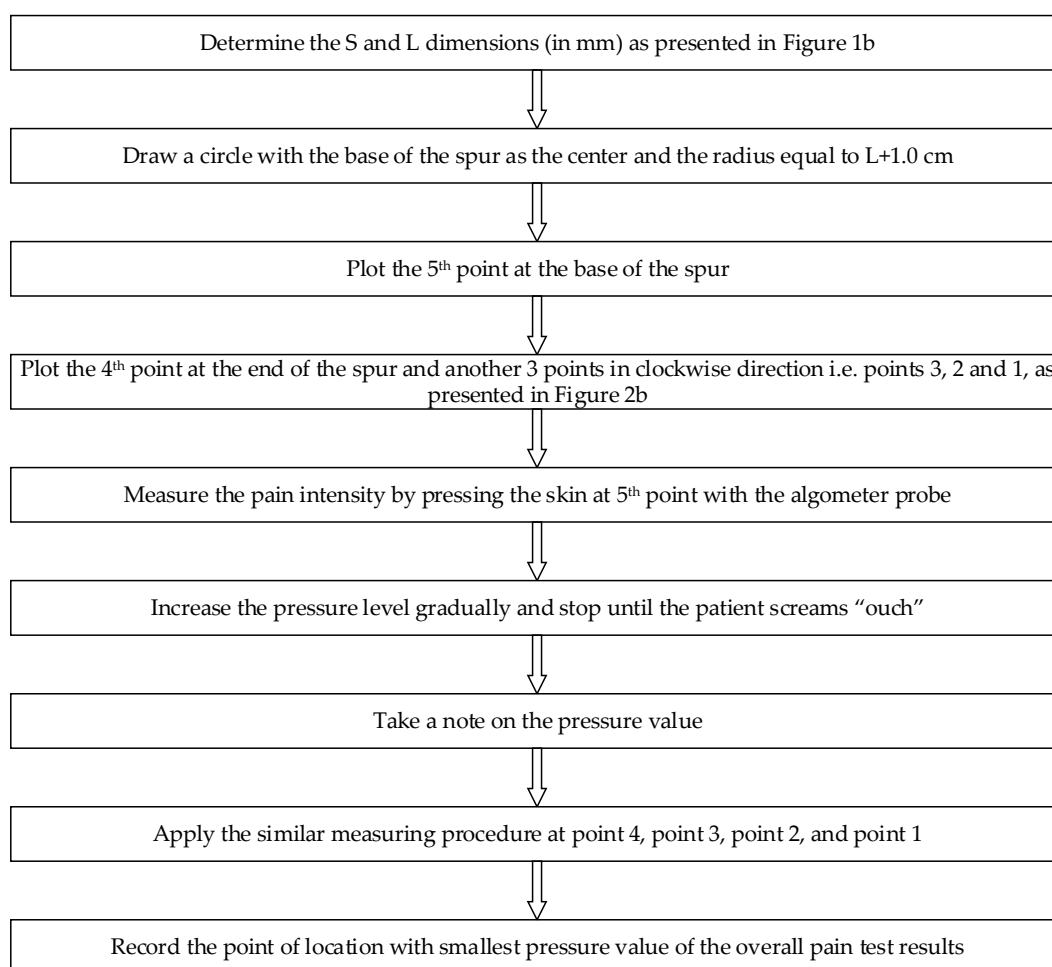 Determine the S and L dimensions (in mm) as presented in Figure 1b
Draw a circle with the base of the spur as the center and the radius equal to L+1.0 cm
Plot the 5th point at the base of the spur
Plot the 4th point at the end of the spur and another 3 points in clockwise direction i.e. points 3, 2 and 1, as
presented in Figure 2b
Measure the pain intensity by pressing the skin at 5th point with the algometer probe
Increase the pressure level gradually and stop until the patient screams “ouch”
Take a note on the pressure value
Apply the similar measuring procedure at point 4, point 3, point 2, and point 1
Record the point of location with smallest pressure value of the overall pain test results